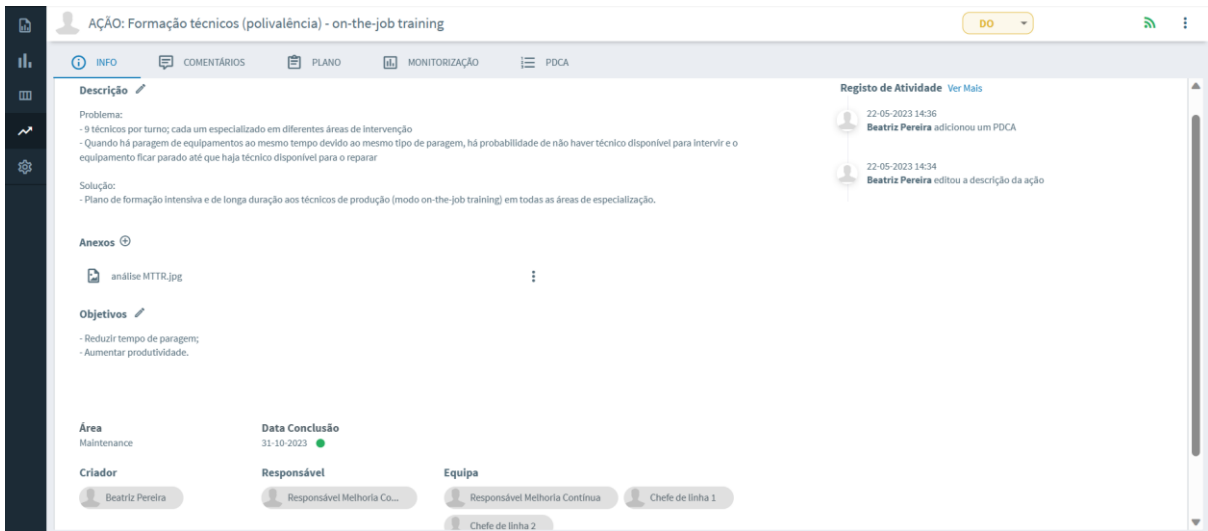 AÇÃO: Formação técnicos (polivalência) - on-the-job training
DO
INFO
COMENTÁRIOS
PLANO
MONITORIZAÇÃO
PDCA
Descrição
Problema:
- 9 técnicos por turno; cada um especializado em diferentes áreas de intervenção
- Quando há paragem de equipamentos ao mesmo tempo devido ao mesmo tipo de paragem, há probabilidade de não haver técnico disponível para intervir e o
equipamento ficar parado até que haja técnico disponível para o reparar
Solução:
- Plano de formação intensiva e de longa duração aos técnicos de produção (modo on-the-job training) em todas as áreas de especialização.
Anexos
análise MTTR.jpg
Objetivos
- Reduzir tempo de paragem;
- Aumentar produtividade.
Área
Maintenance
Data Conclusão
31-10-2023
Criador
Beatriz Pereira
Responsável
Responsável Melhoria Co...
Equipa
Responsável Melhoria Contínua
Chefe de linha 1
Chefe de linha 2
Registo de Atividade Ver Mais
22-05-2023 14:36
Beatriz Pereira adicionou um PDCA
22-05-2023 14:34
Beatriz Pereira editou a descrição da ação